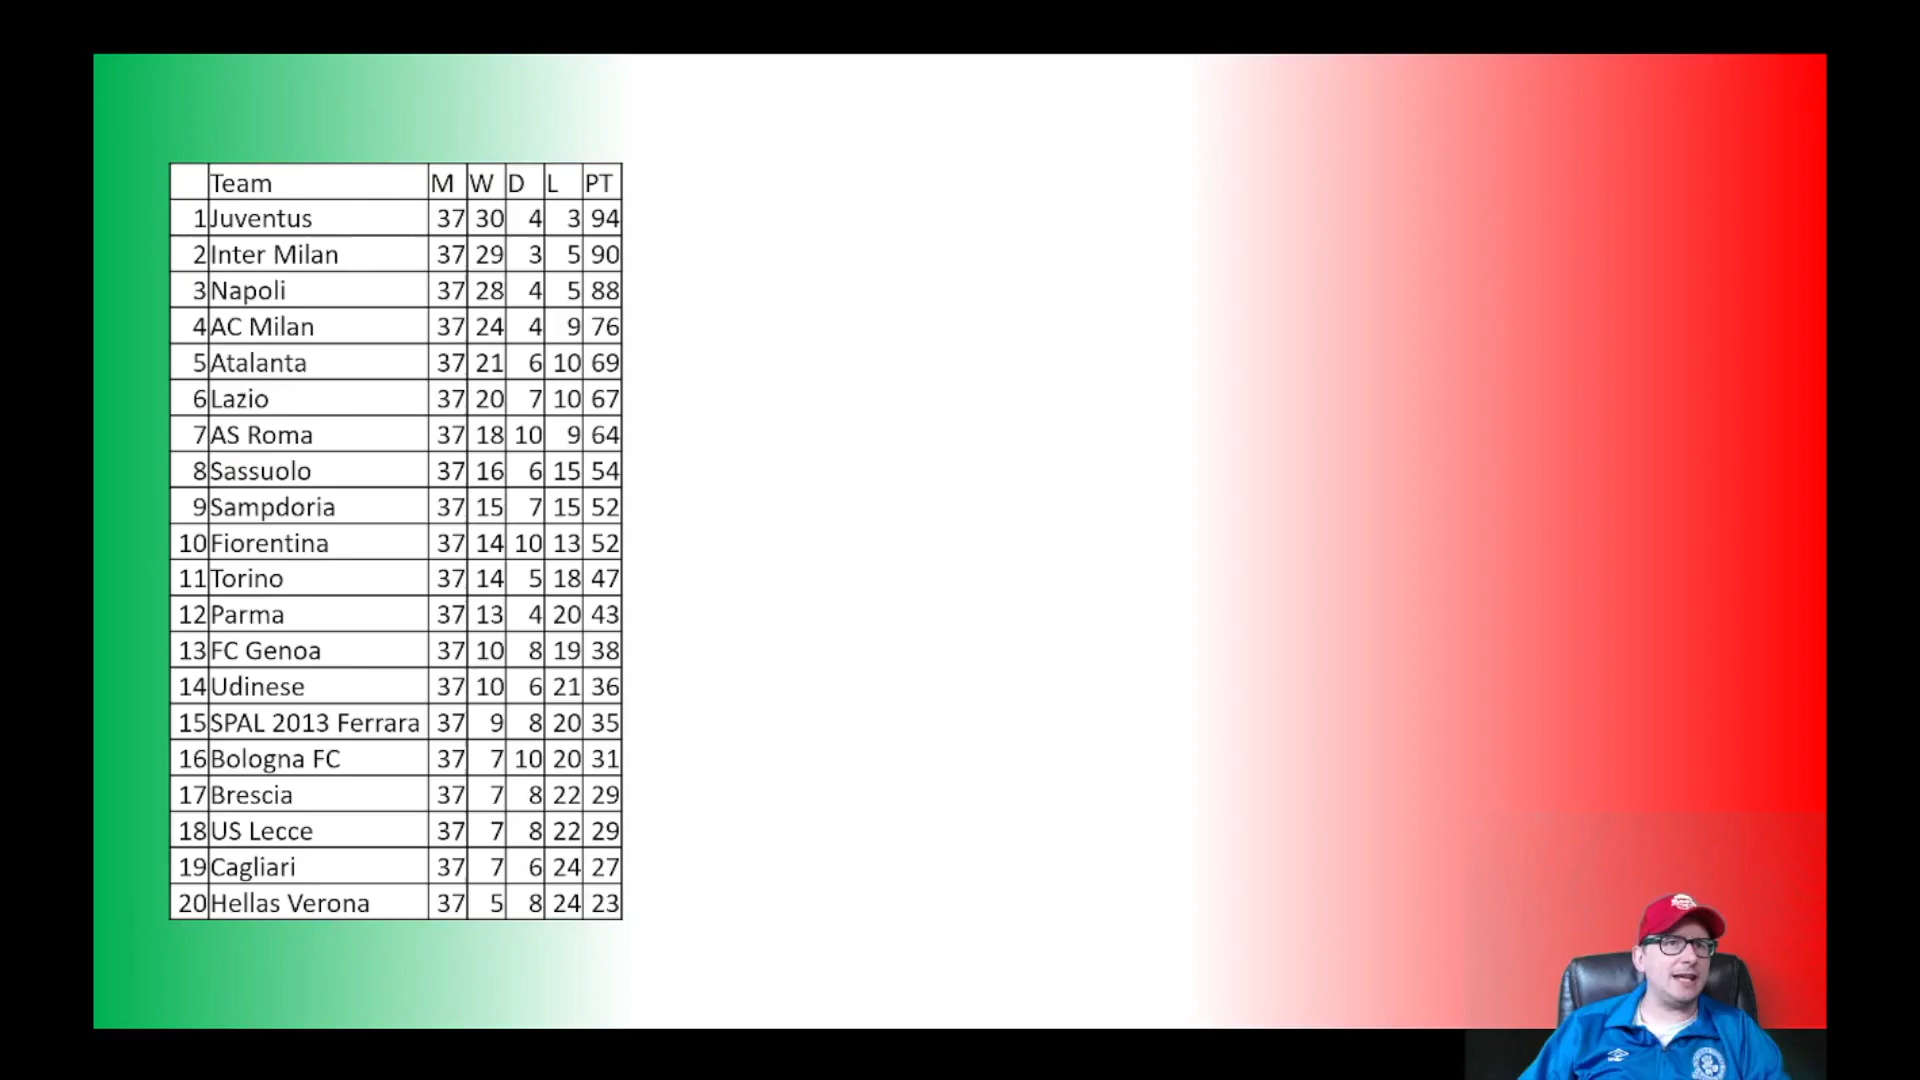 Team M W D L PT
1 Juventus 37 30 4 3 94
2 Inter Milan 37 29 3 5 90
3 Napoli 37 28 4 5 88
4 AC Milan 37 24 4 9 76
5 Atalanta 37 21 6 10 69
6 Lazio 37 20 7 10 67
7 AS Roma 37 18 10 9 64
8 Sassuolo 37 16 6 15 54
9 Sampdoria 37 15 7 15 52
10 Fiorentina 37 14 10 13 52
11 Torino 37 14 5 18 47
12 Parma 37 13 4 20 43
13 FC Genoa 37 10 8 19 38
14 Udinese 37 10 6 21 36
15 SPAL 2013 Ferrara 37 9 8 20 35
16 Bologna FC 37 7 10 20 31
17 Brescia 37 7 8 22 29
18 US Lecce 37 7 8 22 29
19 Cagliari 37 7 6 24 27
20 Hellas Verona 37 5 8 24 23